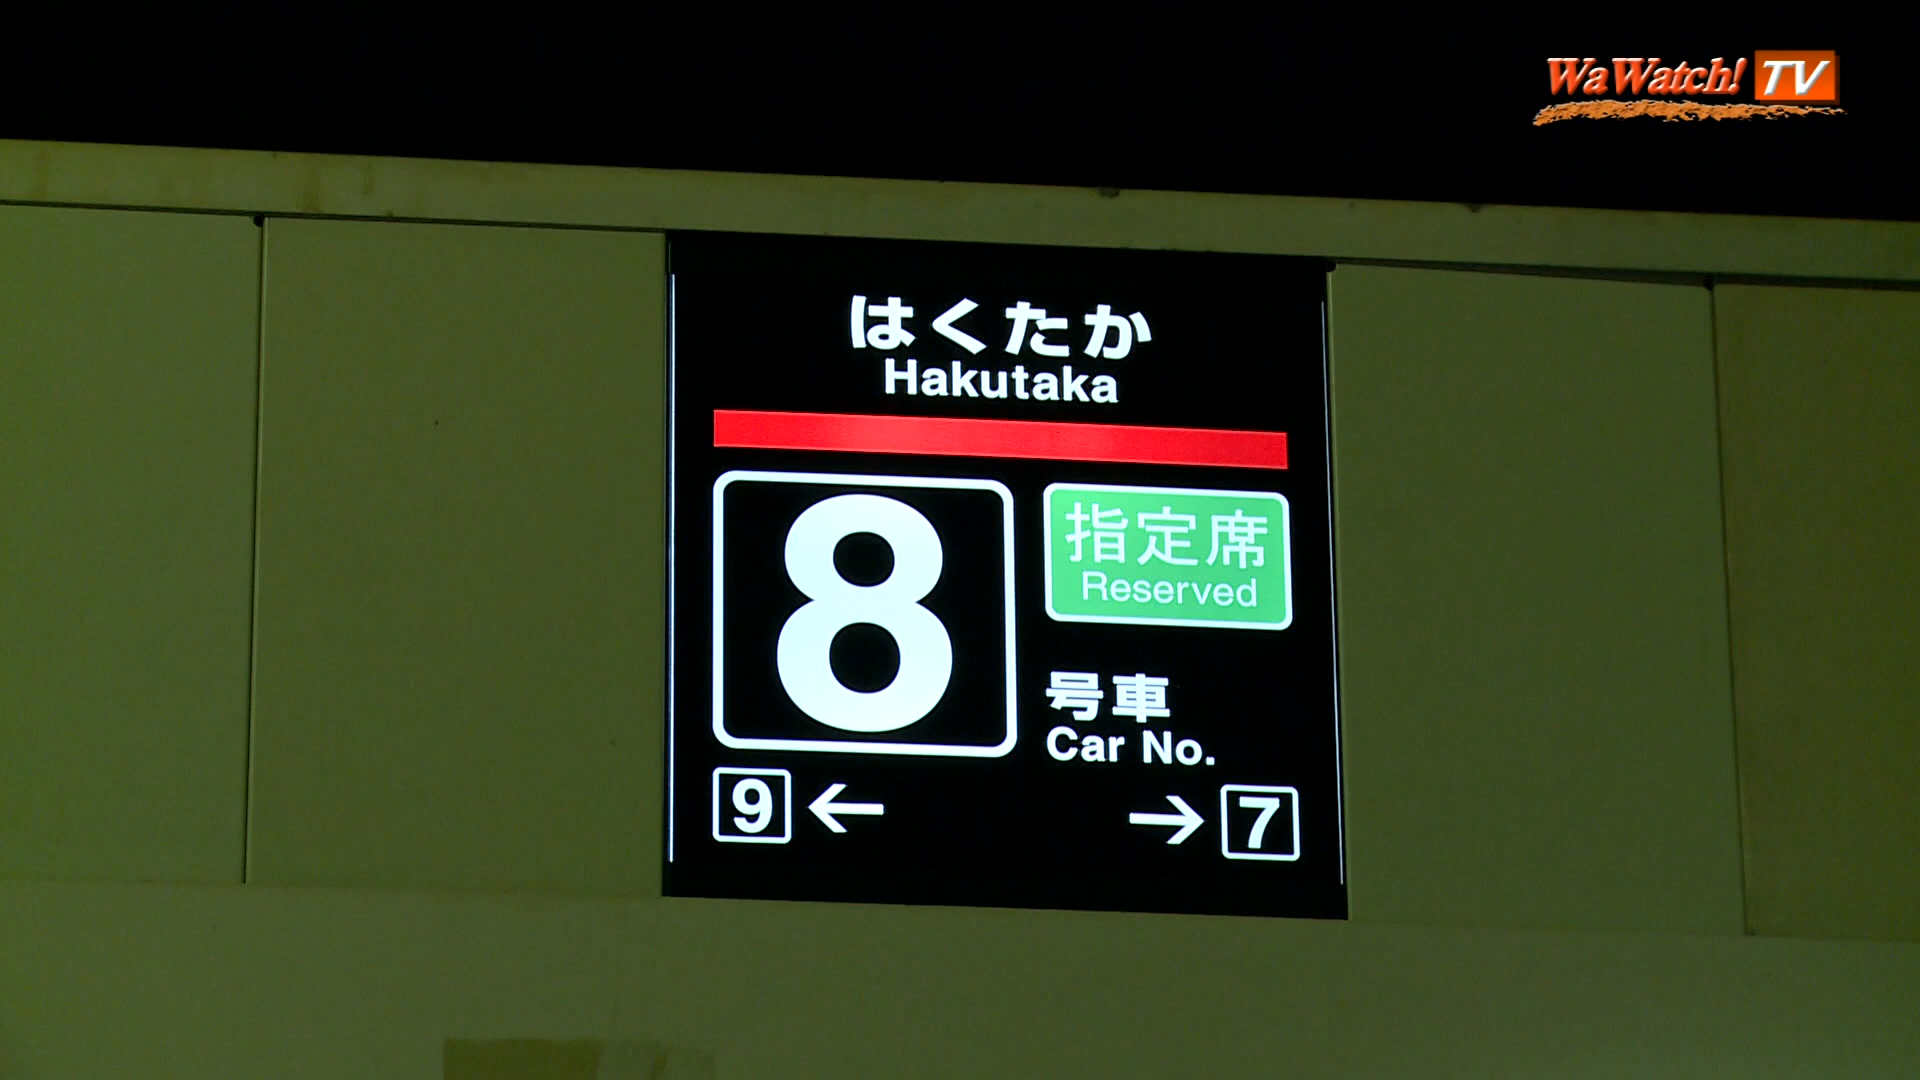 WaWatch! TV
はくたか
Hakutaka
8
指定席
Reserved
号車
Car No.
9 ← → 7